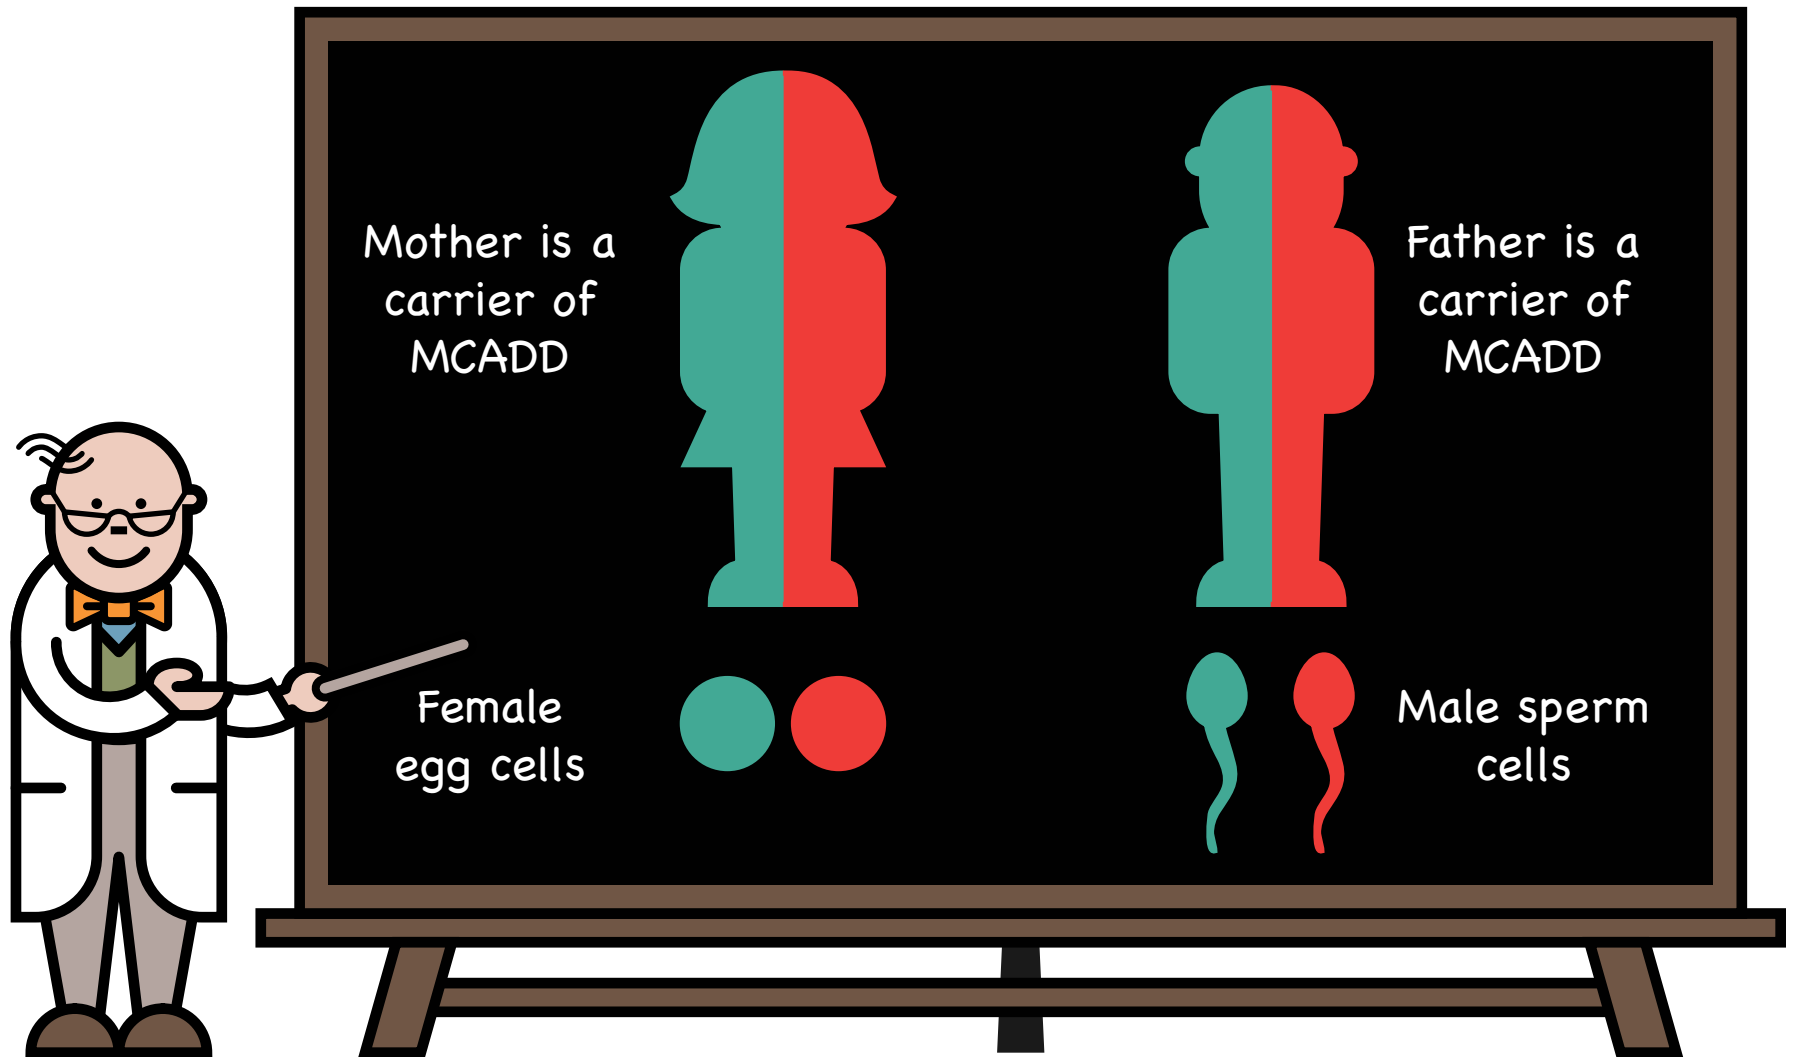 Mother is a
carrier of
MCADD
Father is a
carrier of
MCADD
Female
egg cells
Male sperm
cells